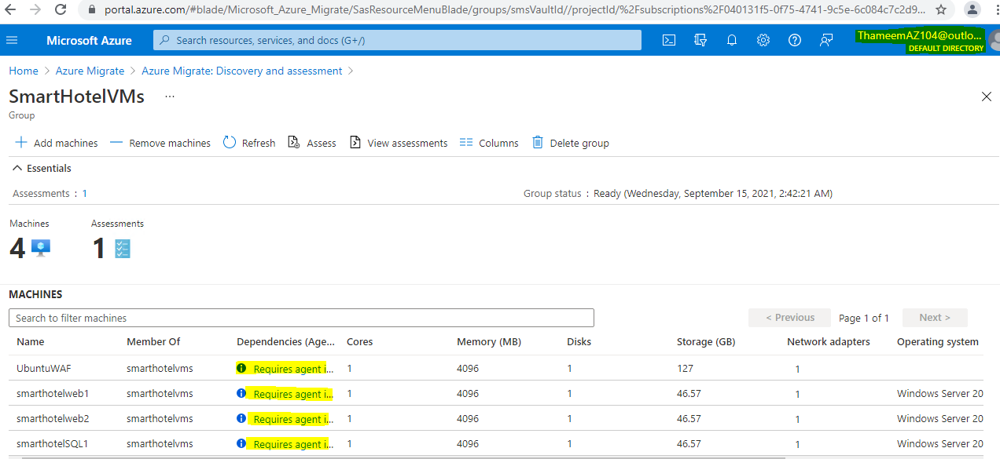 portal.azure.com/#blade/Microsoft_Azure_Migrate/SasResourceMenuBlade/groups/smsVaultId//projectId/%2Fsubscriptions%2F040131f5-0f75-4741-9c5e-6c084c7c2d9...
Microsoft Azure Search resources, services, and docs (G+/) ThameemAZ104@outlo...
DEFAULT DIRECTORY
Home > Azure Migrate > Azure Migrate: Discovery and assessment >
SmartHotelVMs ...
Group
Add machines Remove machines Refresh Assess View assessments Columns Delete group
Essentials
Assessments : 1 Group status : Ready (Wednesday, September 15, 2021, 2:42:21 AM)
Machines Assessments
4 1
MACHINES
Search to filter machines < Previous Page 1 of 1 Next >
Name Member Of Dependencies (Age... Cores Memory (MB) Disks Storage (GB) Network adapters Operating system
UbuntuWAF smarthotelvms Requires agent i... 1 4096 1 127 1
smarthotelweb1 smarthotelvms Requires agent i... 1 4096 1 46.57 1 Windows Server 20
smarthotelweb2 smarthotelvms Requires agent i... 1 4096 1 46.57 1 Windows Server 20
smarthotelSQL1 smarthotelvms Requires agent i... 1 4096 1 46.57 1 Windows Server 20